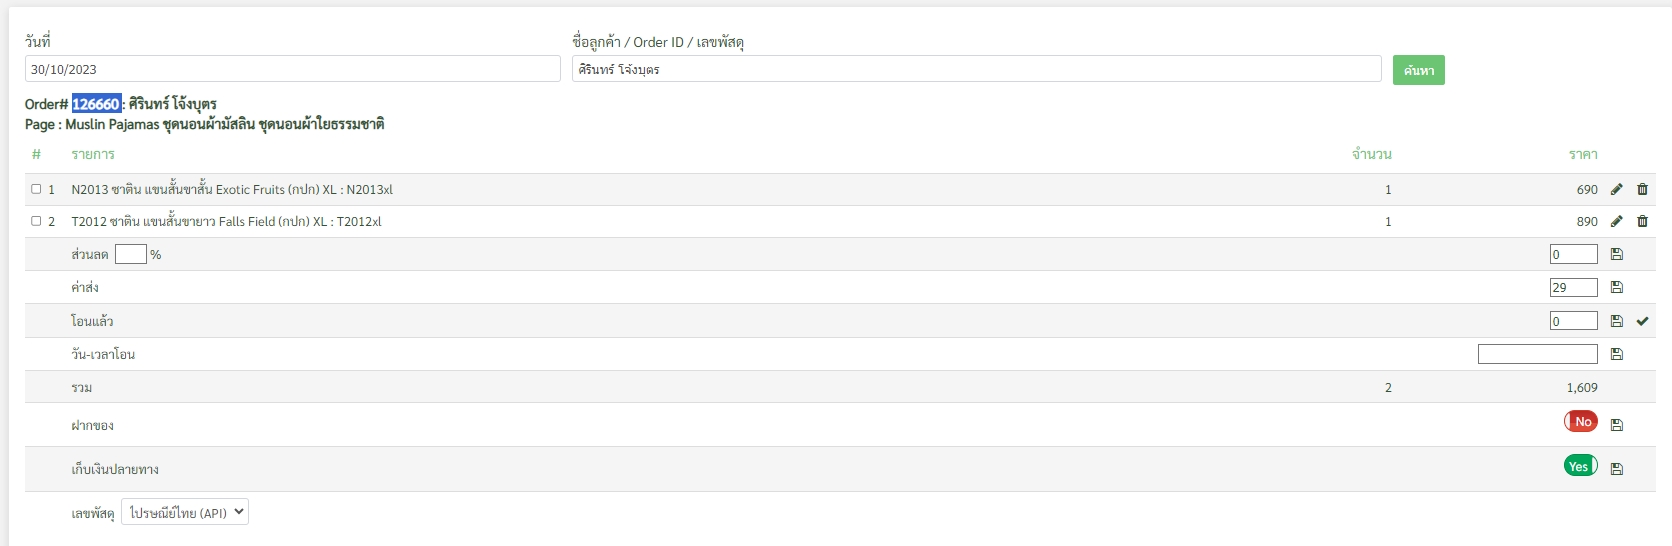 วันที่ ชื่อลูกค้า / Order ID / เลขพัสดุ
30/10/2023 ศิรินทร์ โจ้งบุตร ค้นหา
Order# 126660 : ศิรินทร์ โจ้งบุตร
Page : Muslin Pajamas ชุดนอนผ้ามัสลิน ชุดนอนผ้าใยธรรมชาติ
# รายการ จำนวน ราคา
1 N2013 ซาติน แขนสั้นขาสั้น Exotic Fruits (กปก) XL : N2013xl 1 690
2 T2012 ซาติน แขนสั้นขายาว Falls Field (กปก) XL : T2012xl 1 890
ส่วนลด % 0
ค่าส่ง 29
โอนแล้ว 0
วัน-เวลาโอน
รวม 2 1,609
ฝากของ No
เก็บเงินปลายทาง Yes
เลขพัสดุ ไปรษณีย์ไทย (API)